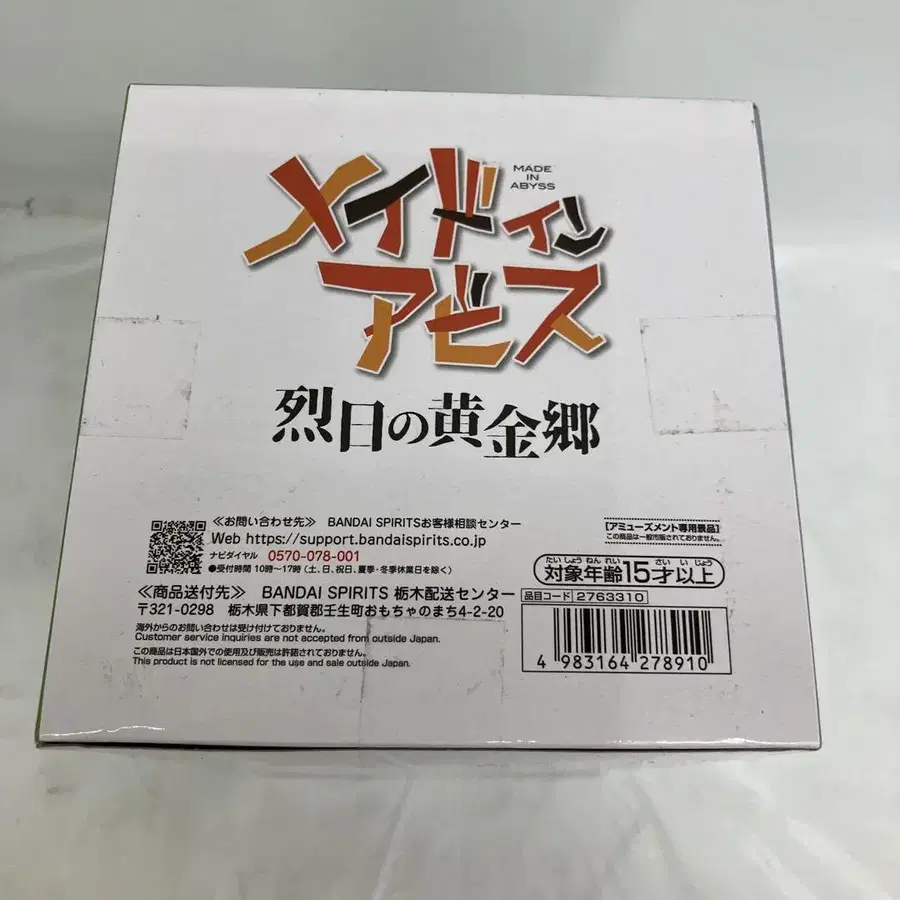 メイドイン
MADE
IN
ABYSS
アビス
烈日の黄金郷
≪お問い合わせ先≫ BANDAI SPIRITSお客様相談センター
Web https://support.bandaispirits.co.jp
ナビダイヤル 0570-078-001
●受付時間 10時〜17時（土、日、祝日、夏季・冬季休業日を除く）
≪商品送付先≫ BANDAI SPIRITS 栃木配送センター
〒321-0298 栃木県下都賀郡壬生町おもちゃのまち4-2-20
海外からのお問い合わせは受け付けておりません。
Customer service inquiries are not accepted from outside Japan.
この商品は日本国外での使用及び販売は許諾されておりません。
This product is not licensed for the use and sale outside Japan.
[アミューズメント専用景品]
この商品は一般市販されておりません。
たいしょうねんれい さい いじょう
対象年齢15才以上
品目コード 2763310
4 983164 278910